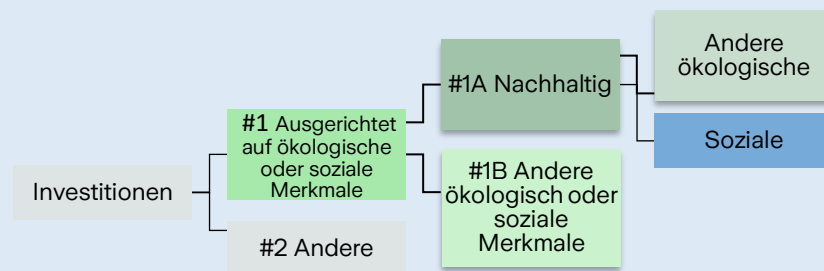 Investitionen
#1 Ausgerichtet
auf ökologische
oder soziale
Merkmale
#2 Andere
#1A Nachhaltig
#1B Andere
ökologisch oder
soziale
Merkmale
Andere
ökologische
Soziale